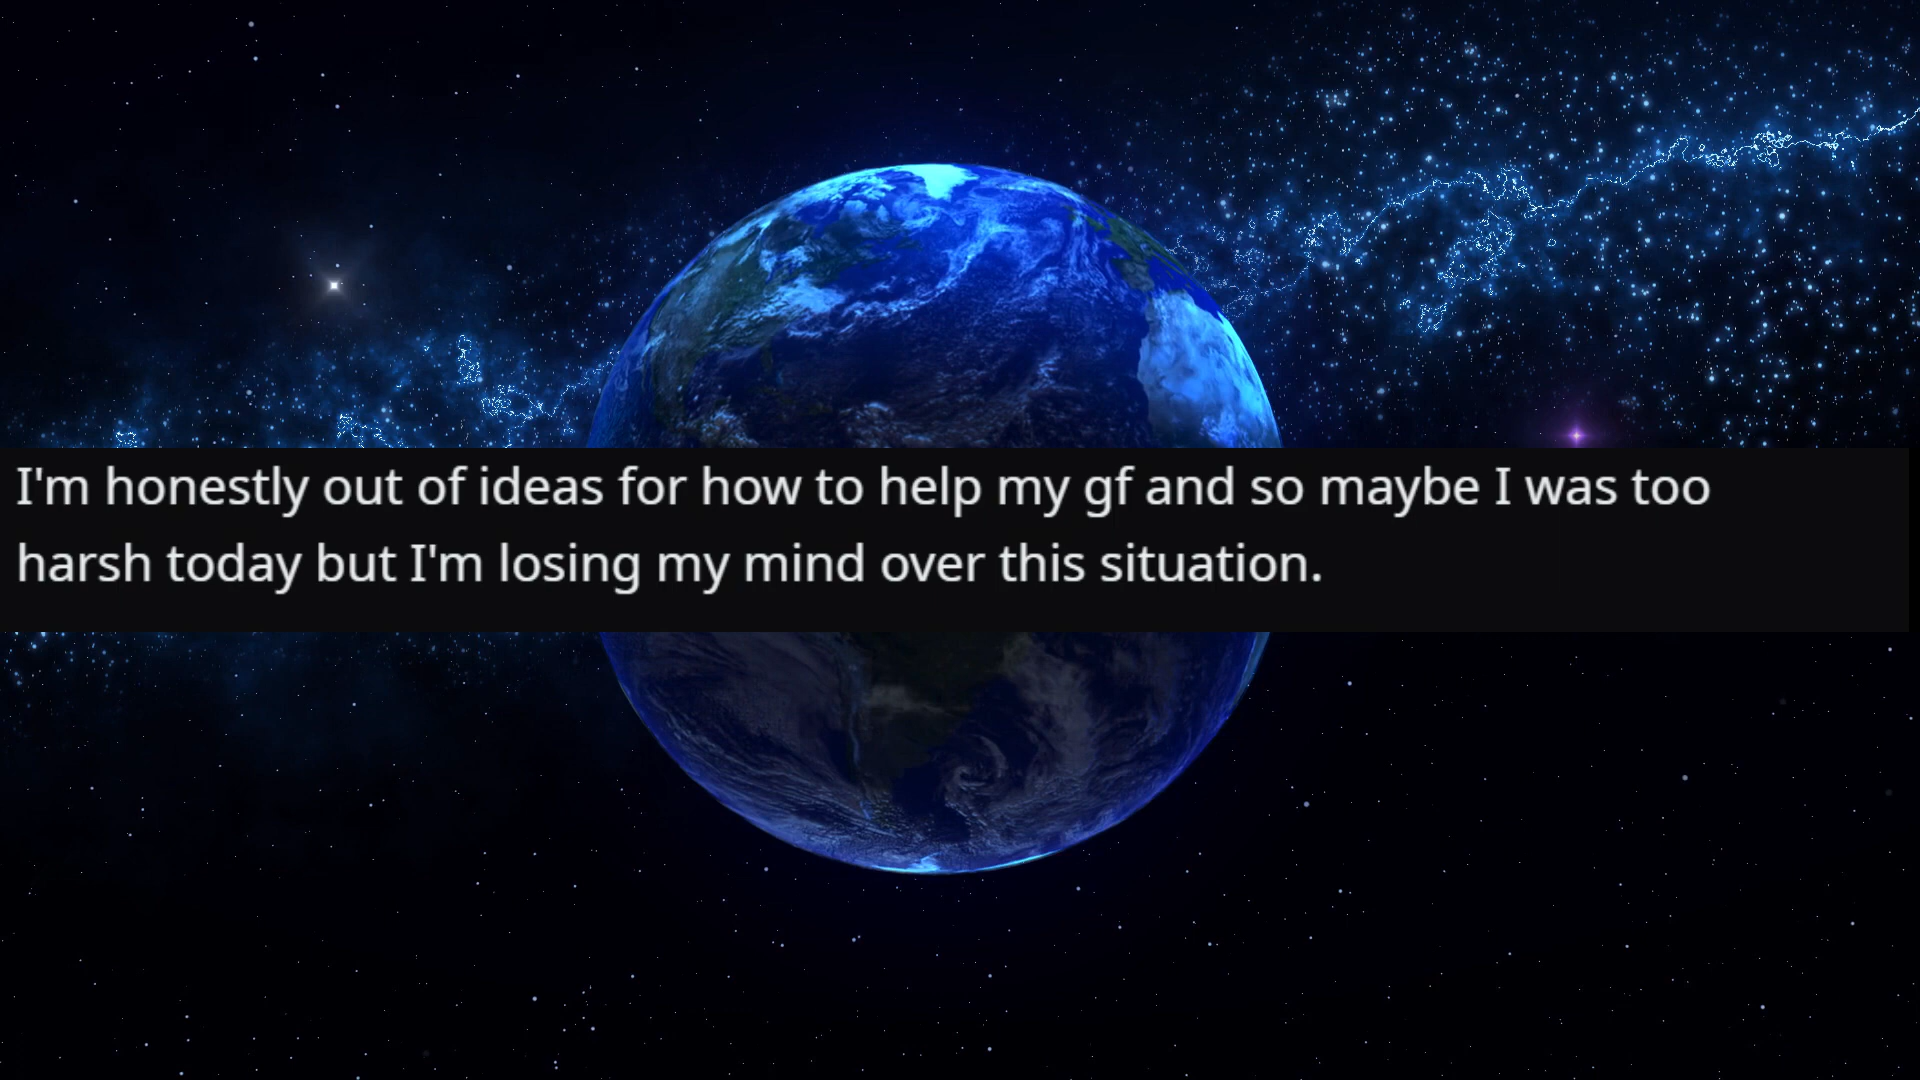 I'm honestly out of ideas for how to help my gf and so maybe I was too
harsh today but I'm losing my mind over this situation.